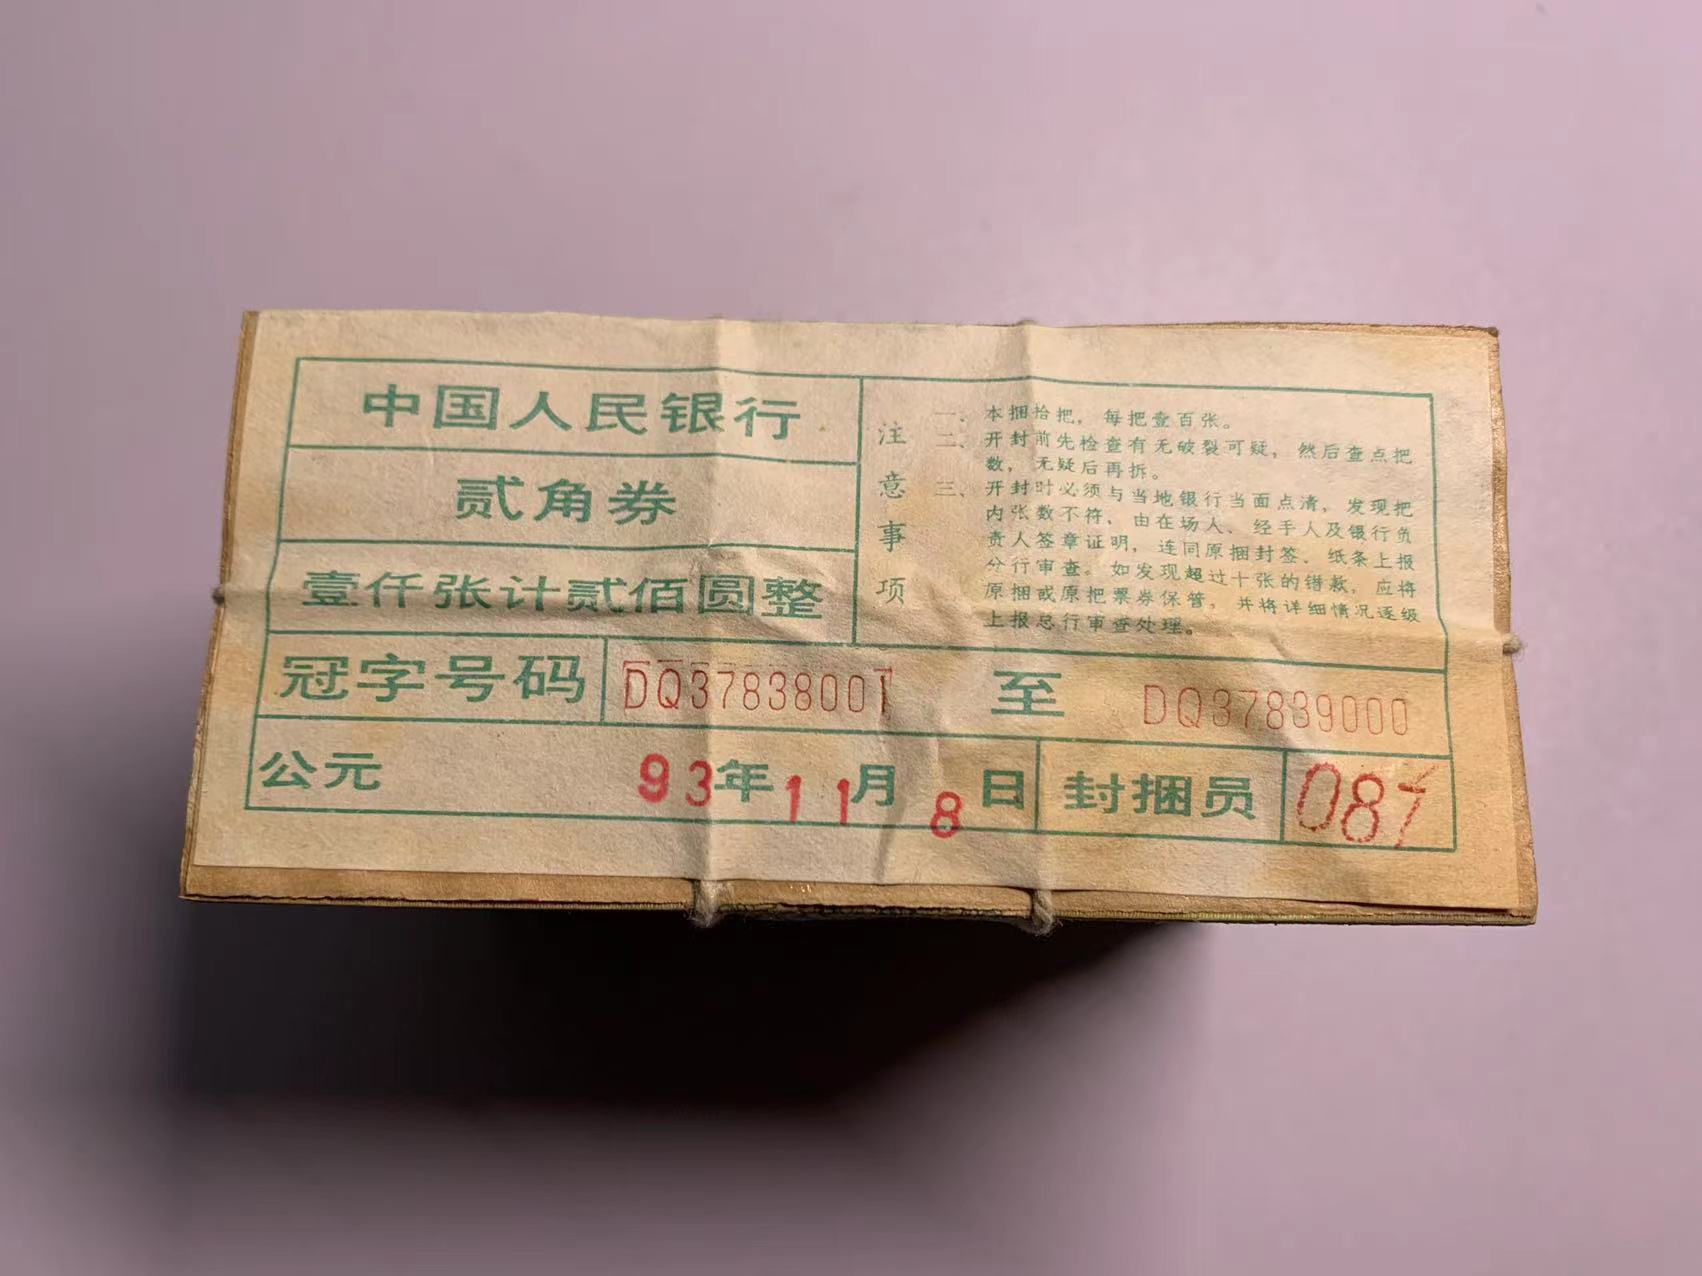 中国人民银行
贰角券
壹仟张计贰佰圆整
注意事项
一、本捆拾把，每把壹百张。
二、开封前先检查有无破裂可疑，然后查点把
数，无疑后再拆。
三、开封时必须与当地银行当面点清，发现把
内张数不符，由在场人、经手人及银行负
责人签章证明，连同原捆封签、纸条上报
分行审查。如发现超过十张的错款，应将
原捆或原把票券保管，并将详细情况逐级
上报总行审查处理。
冠字号码 DQ37838001 至 DQ37839000
公元 93年11月8日 封捆员 081